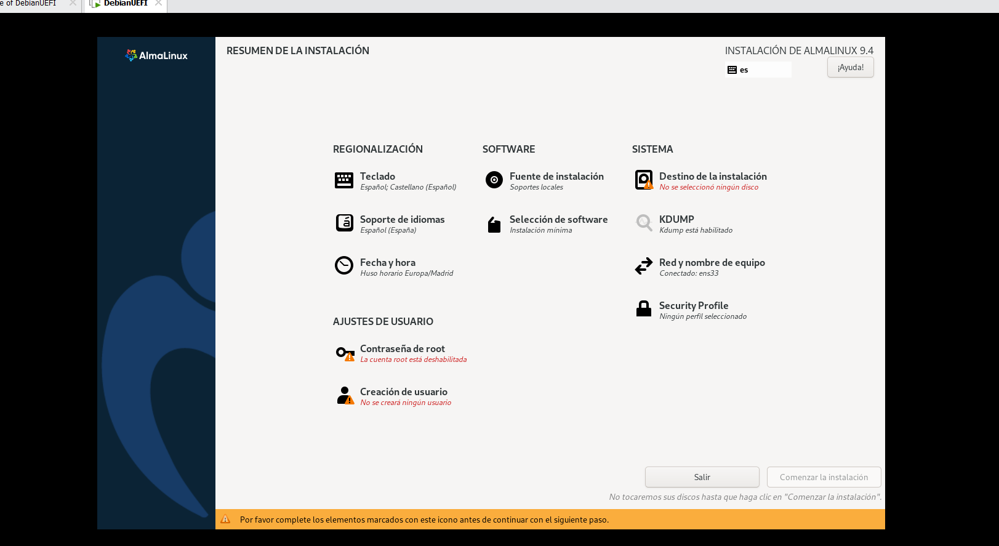 e of DebianUEFI
DebianUEFI
AlmaLinux
RESUMEN DE LA INSTALACIÓN
INSTALACIÓN DE ALMALINUX 9.4
es
¡Ayuda!
REGIONALIZACIÓN
Teclado
Español; Castellano (Español)
Soporte de idiomas
Español (España)
Fecha y hora
Huso horario Europa/Madrid
SOFTWARE
Fuente de instalación
Soportes locales
Selección de software
Instalación mínima
SISTEMA
Destino de la instalación
No se seleccionó ningún disco
KDUMP
Kdump está habilitado
Red y nombre de equipo
Conectado: ens33
Security Profile
Ningún perfil seleccionado
AJUSTES DE USUARIO
Contraseña de root
La cuenta root está deshabilitada
Creación de usuario
No se creará ningún usuario
Salir
Comenzar la instalación
No tocaremos sus discos hasta que haga clic en "Comenzar la instalación".
Por favor complete los elementos marcados con este icono antes de continuar con el siguiente paso.